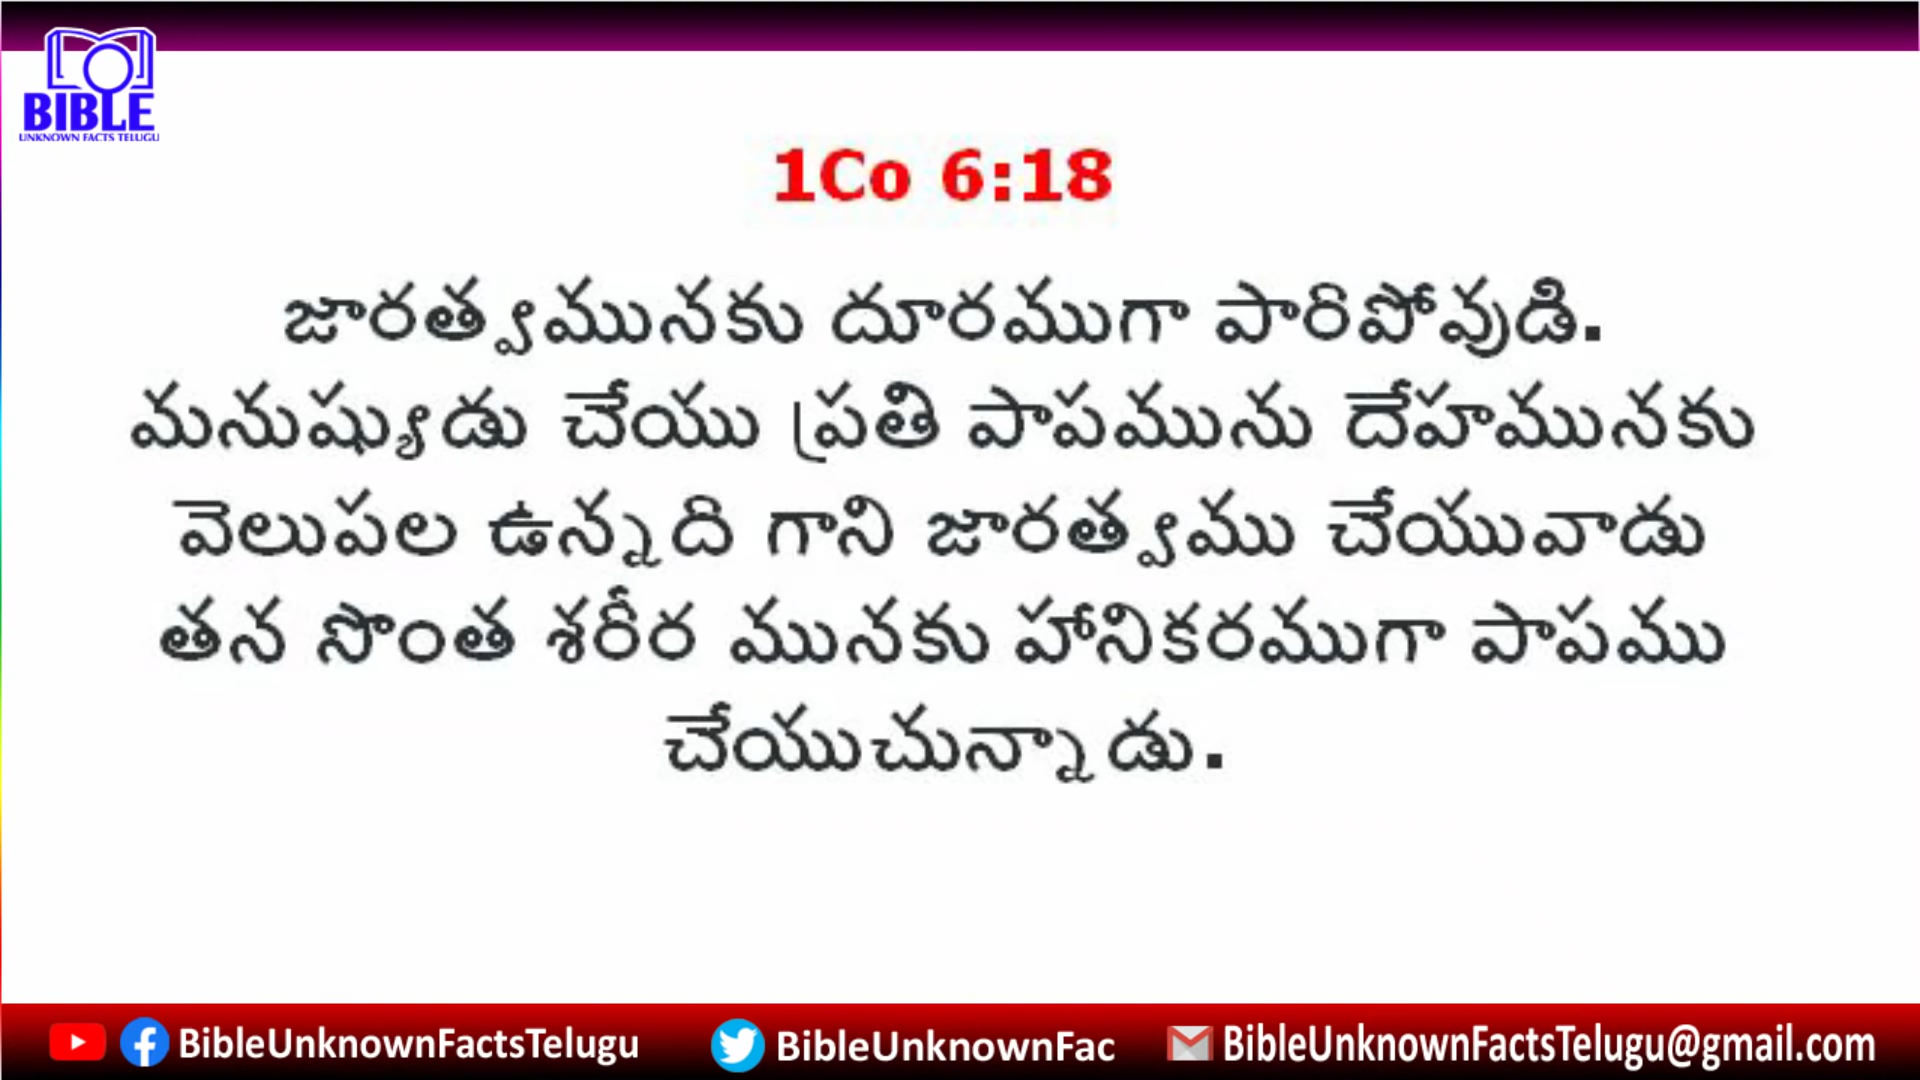 BIBLE
UNKNOWN FACTS TELUGU
1Co 6:18
జారత్వమునకు దూరముగా పారిపోవుడి.
మనుష్యుడు చేయు ప్రతి పాపమును దేహమునకు
వెలుపల ఉన్నది గాని జారత్వము చేయువాడు
తన సొంత శరీర మునకు హానికరముగా పాపము
చేయుచున్నాడు.
BibleUnknownFactsTelugu BibleUnknownFac BibleUnknownFactsTelugu@gmail.com